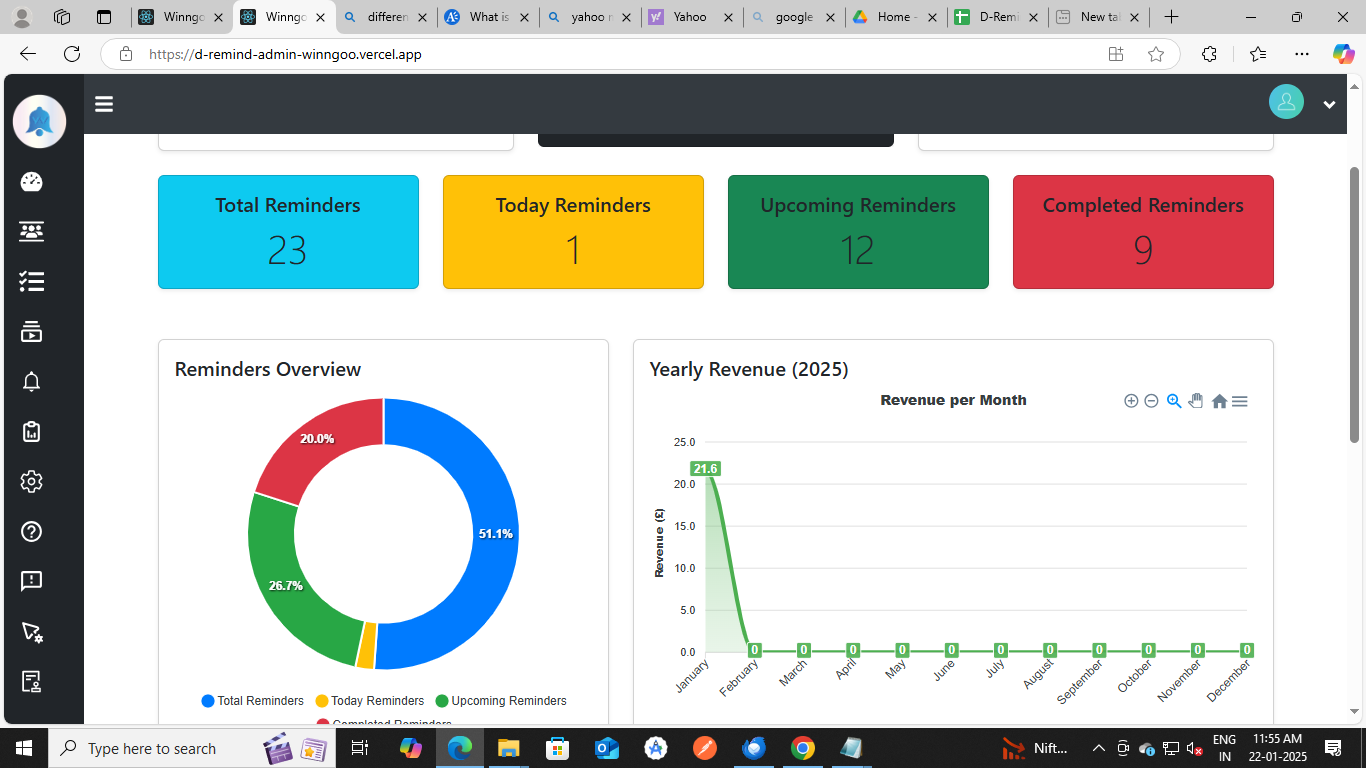 Winngo
Winngo
differen
What is
yahoo r
Yahoo
google
Home -
D-Remi
New tal
https://d-remind-admin-winngoo.vercel.app
Total Reminders
23
Today Reminders
1
Upcoming Reminders
12
Completed Reminders
9
Reminders Overview
20.0%
51.1%
26.7%
Total Reminders
Today Reminders
Upcoming Reminders
Completed Reminders
Yearly Revenue (2025)
Revenue per Month
Revenue (£)
25.0
20.0
15.0
10.0
5.0
0.0
21.6
0 0 0 0 0 0 0 0 0 0 0
January February March April May June July August September October November December
Type here to search
Nift...
ENG
IN
11:55 AM
22-01-2025